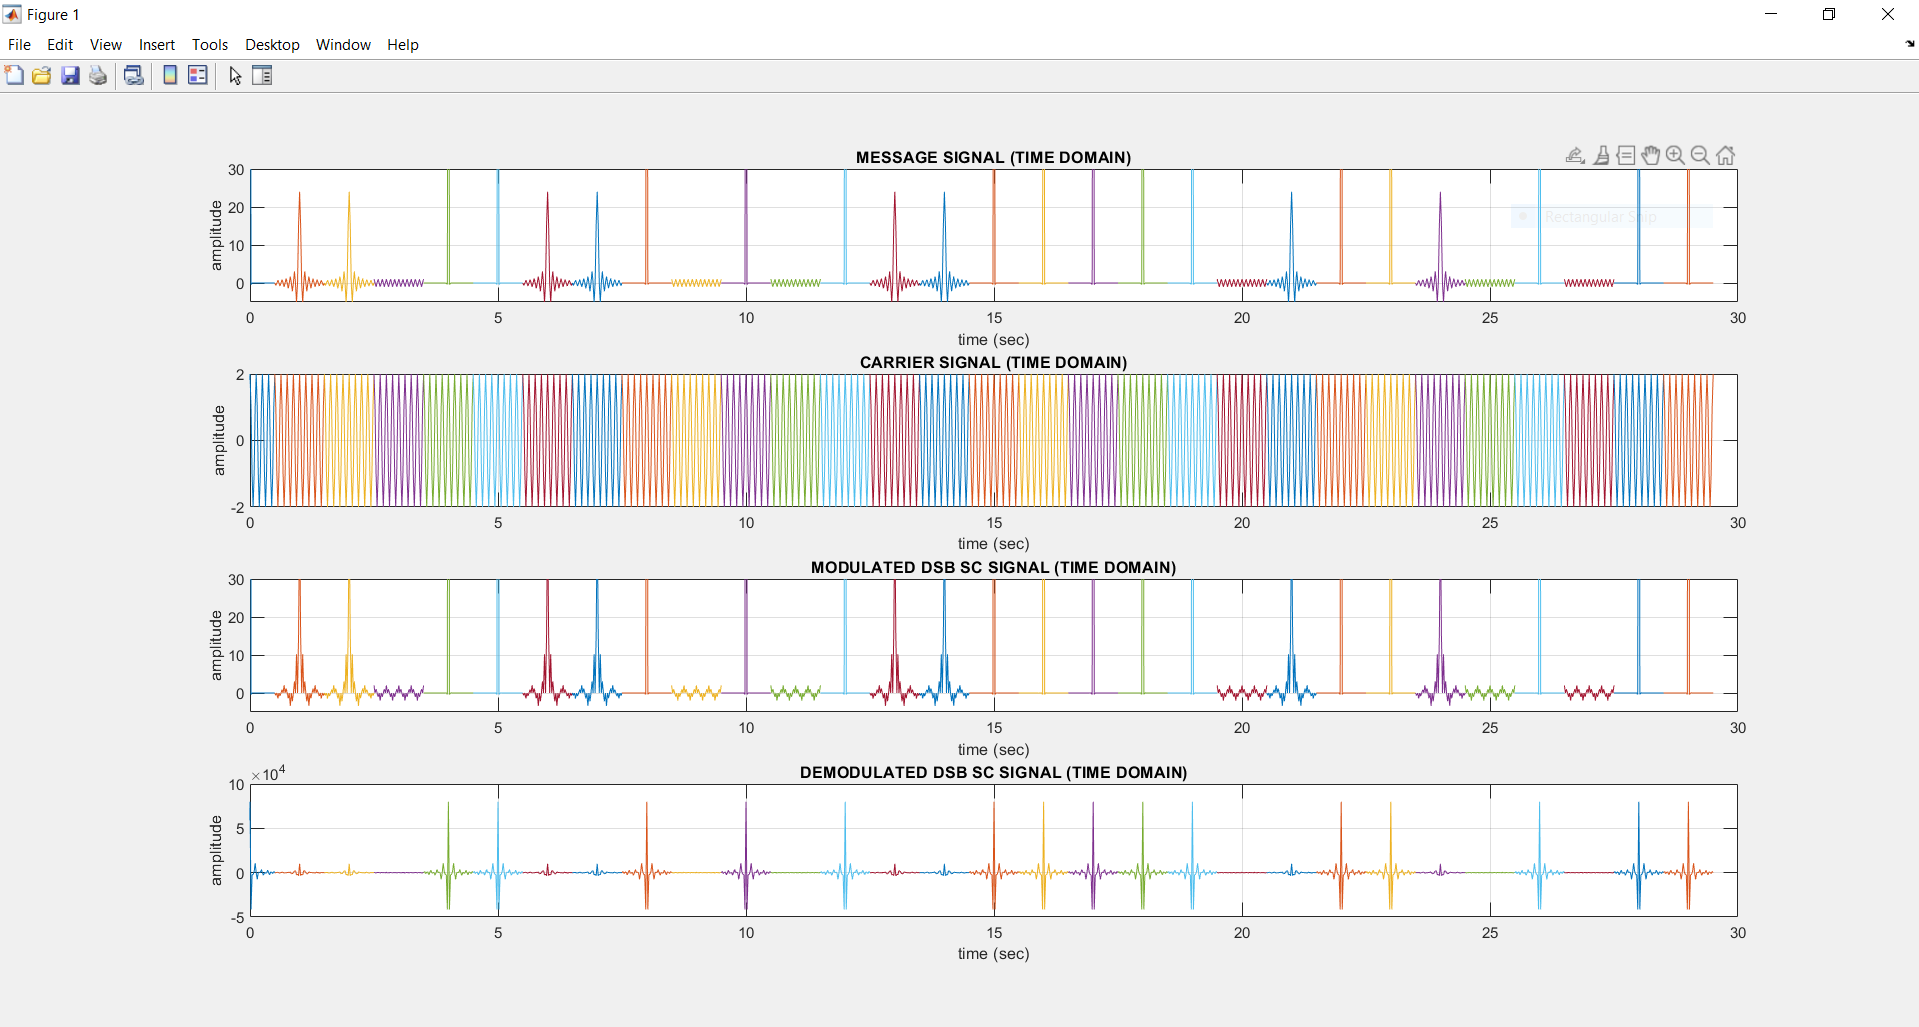 Figure 1
File Edit View Insert Tools Desktop Window Help
MESSAGE SIGNAL (TIME DOMAIN)
30
20
10
0
amplitude
Rectangular Snip
0 5 10 15 20 25 30
time (sec)
CARRIER SIGNAL (TIME DOMAIN)
2
0
-2
amplitude
0 5 10 15 20 25 30
time (sec)
MODULATED DSB SC SIGNAL (TIME DOMAIN)
30
20
10
0
amplitude
0 5 10 15 20 25 30
time (sec)
DEMODULATED DSB SC SIGNAL (TIME DOMAIN)
×10⁴
10
5
0
-5
amplitude
0 5 10 15 20 25 30
time (sec)